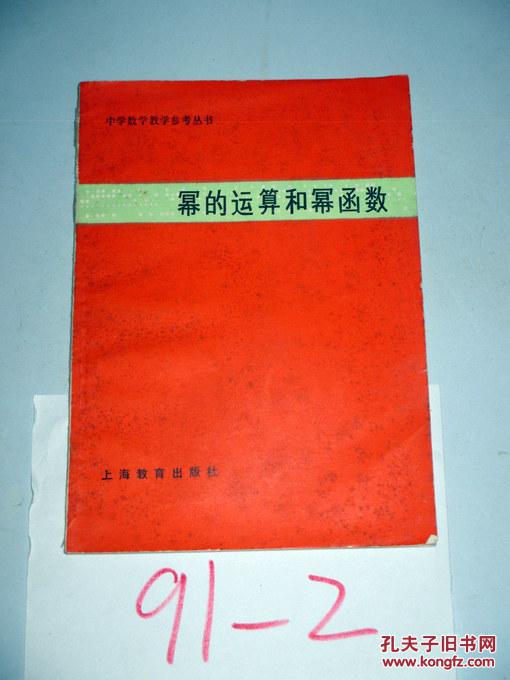 中学数学教学参考丛书
幂的运算和幂函数
上海教育出版社
91-2
孔夫子旧书网
www.kongfz.com